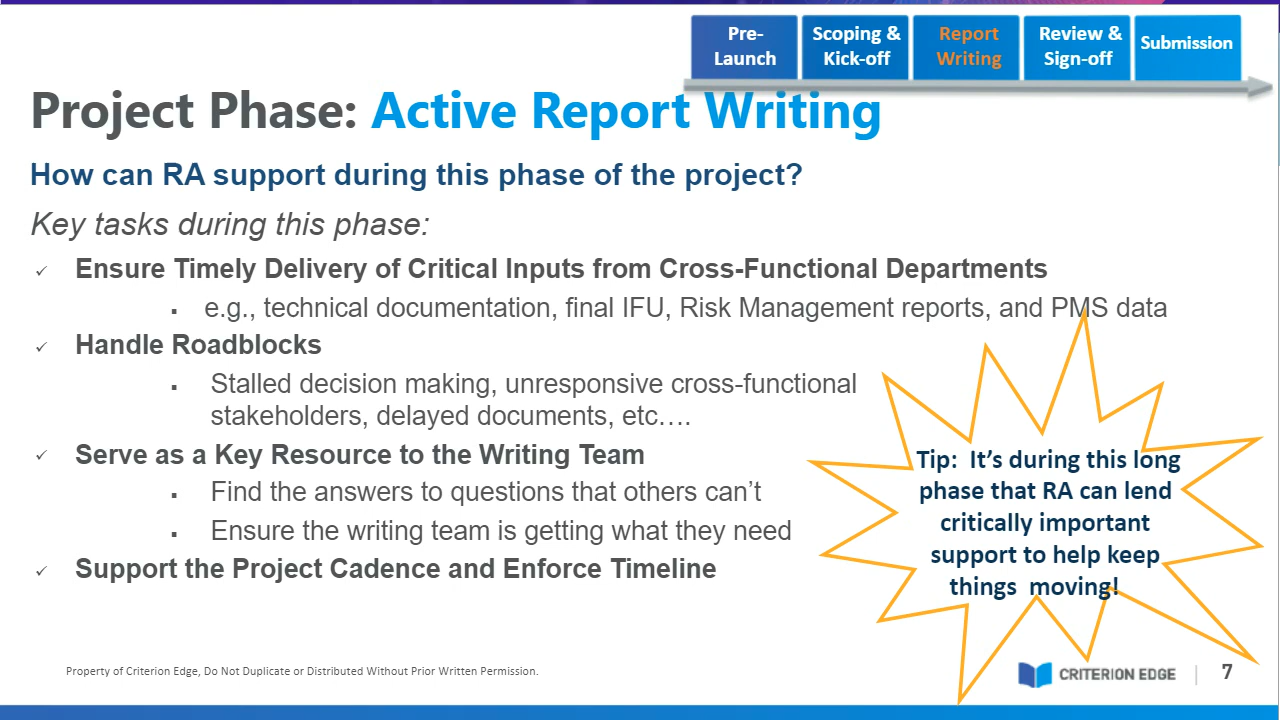 Pre-
Launch
Scoping &
Kick-off
Report
Writing
Review &
Sign-off
Submission
Project Phase: Active Report Writing
How can RA support during this phase of the project?
Key tasks during this phase:
✓ Ensure Timely Delivery of Critical Inputs from Cross-Functional Departments
▪ e.g., technical documentation, final IFU, Risk Management reports, and PMS data
✓ Handle Roadblocks
▪ Stalled decision making, unresponsive cross-functional
stakeholders, delayed documents, etc….
✓ Serve as a Key Resource to the Writing Team
▪ Find the answers to questions that others can’t
▪ Ensure the writing team is getting what they need
✓ Support the Project Cadence and Enforce Timeline
Tip: It’s during this long
phase that RA can lend
critically important
support to help keep
things moving!
Property of Criterion Edge, Do Not Duplicate or Distributed Without Prior Written Permission.
CRITERION EDGE | 7